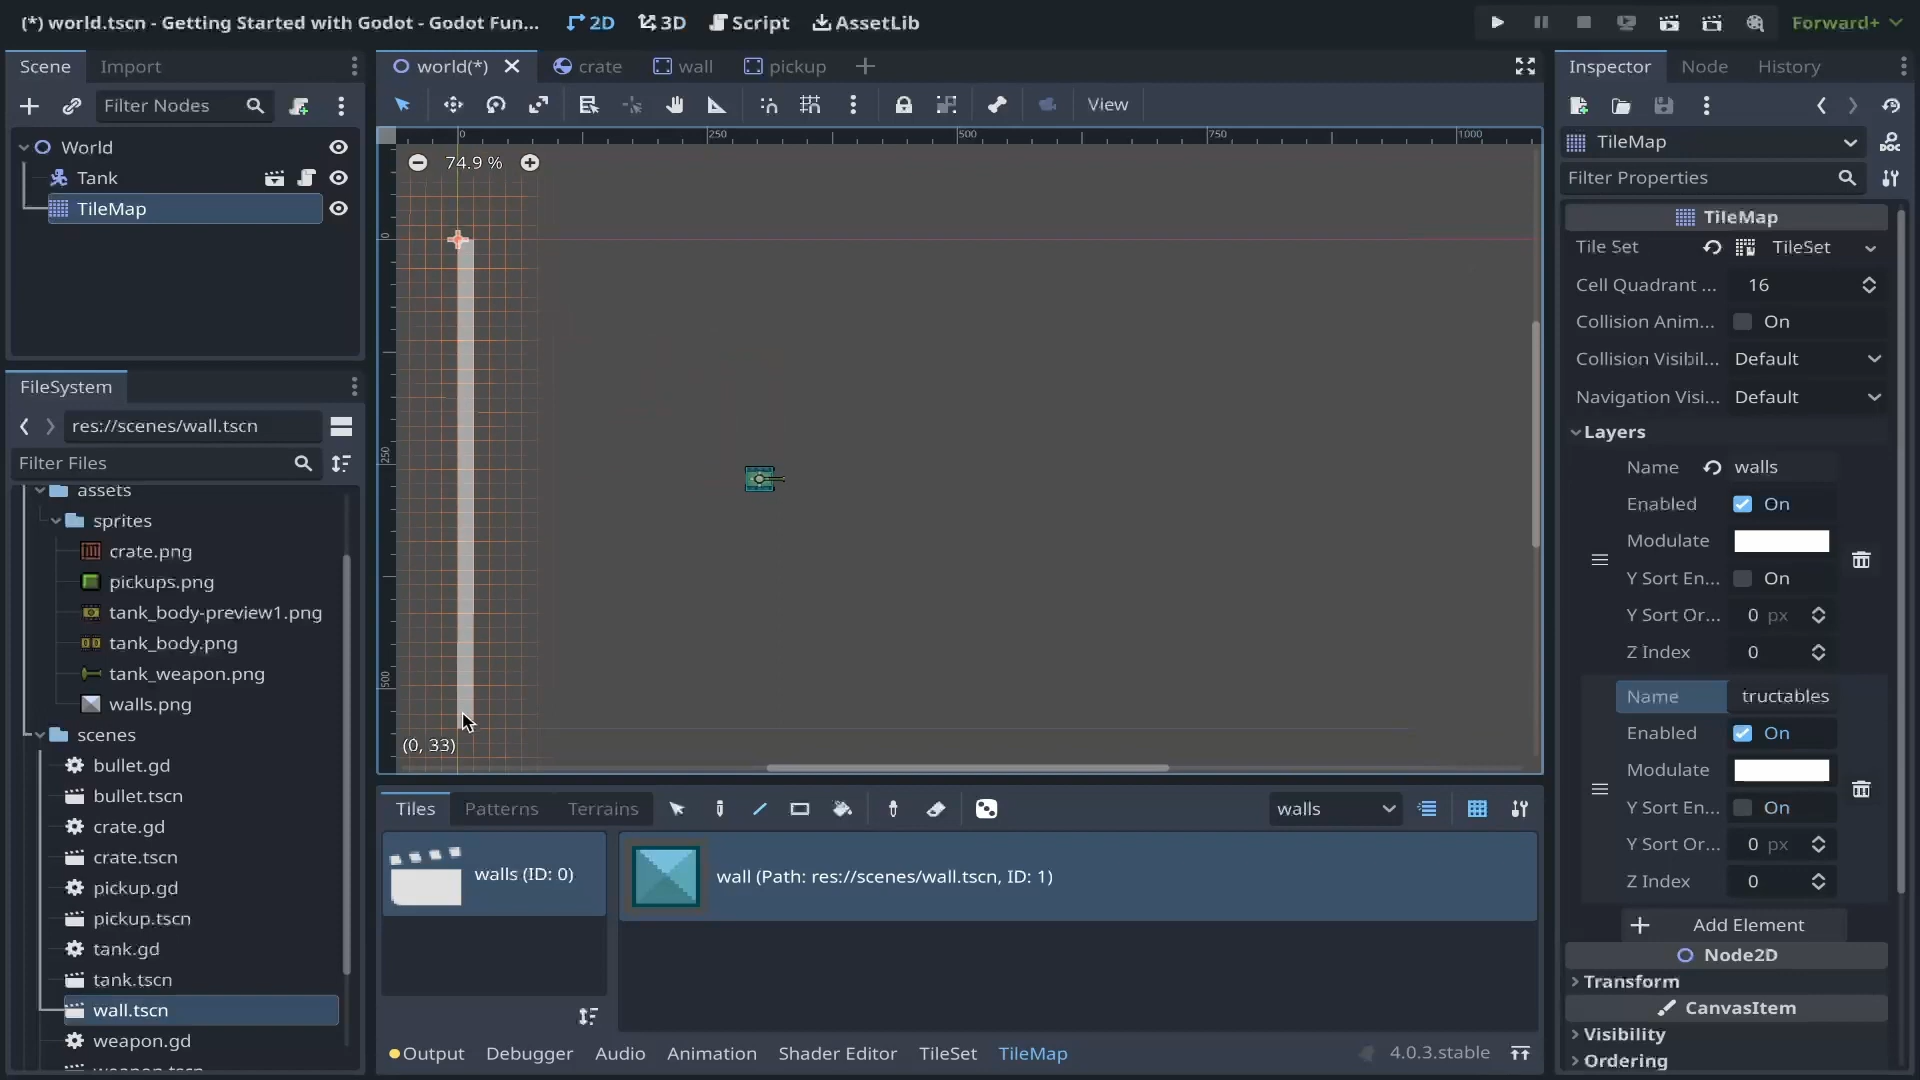 (*) world.tscn - Getting Started with Godot - Godot Fun...
2D
3D
Script
AssetLib
Forward+
Scene
Import
Filter Nodes
World
Tank
TileMap
FileSystem
res://scenes/wall.tscn
Filter Files
assets
sprites
crate.png
pickups.png
tank_body-preview1.png
tank_body.png
tank_weapon.png
walls.png
scenes
bullet.gd
bullet.tscn
crate.gd
crate.tscn
pickup.gd
pickup.tscn
tank.gd
tank.tscn
wall.tscn
weapon.gd
weapon.tscn
world(*)
crate
wall
pickup
View
0
250
500
750
1000
0
250
500
74.9 %
(0, 33)
Tiles
Patterns
Terrains
walls
walls (ID: 0)
wall (Path: res://scenes/wall.tscn, ID: 1)
Output
Debugger
Audio
Animation
Shader Editor
TileSet
TileMap
4.0.3.stable
Inspector
Node
History
TileMap
Filter Properties
TileMap
Tile Set
TileSet
Cell Quadrant ...
16
Collision Anim...
On
Collision Visibil...
Default
Navigation Visi...
Default
Layers
Name
walls
Enabled
On
Modulate
Y Sort En...
On
Y Sort Or...
0 px
Z Index
0
Name
tructables
Enabled
On
Modulate
Y Sort En...
On
Y Sort Or...
0 px
Z Index
0
Add Element
Node2D
Transform
CanvasItem
Visibility
Ordering